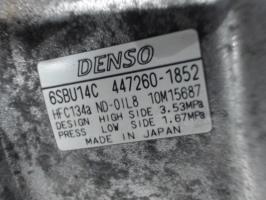 DENSO
6SBU14C 447260-1852
HFC134a ND-OIL8 10M15687
DESIGN HIGH SIDE 3.53MPa
PRESS LOW SIDE 1.67MPa
MADE IN JAPAN